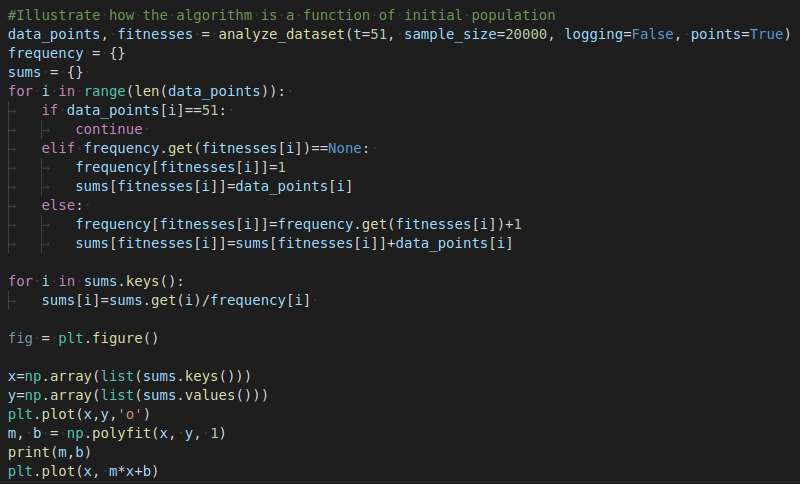 #Illustrate how the algorithm is a function of initial population
data_points, fitnesses = analyze_dataset(t=51, sample_size=20000, logging=False, points=True)
frequency = {}
sums = {}
for i in range(len(data_points)):
    if data_points[i]==51:
        continue
    elif frequency.get(fitnesses[i])==None:
        frequency[fitnesses[i]]=1
        sums[fitnesses[i]]=data_points[i]
    else:
        frequency[fitnesses[i]]=frequency.get(fitnesses[i])+1
        sums[fitnesses[i]]=sums[fitnesses[i]]+data_points[i]

for i in sums.keys():
    sums[i]=sums.get(i)/frequency[i]

fig = plt.figure()

x=np.array(list(sums.keys()))
y=np.array(list(sums.values()))
plt.plot(x,y,'o')
m, b = np.polyfit(x, y, 1)
print(m,b)
plt.plot(x, m*x+b)